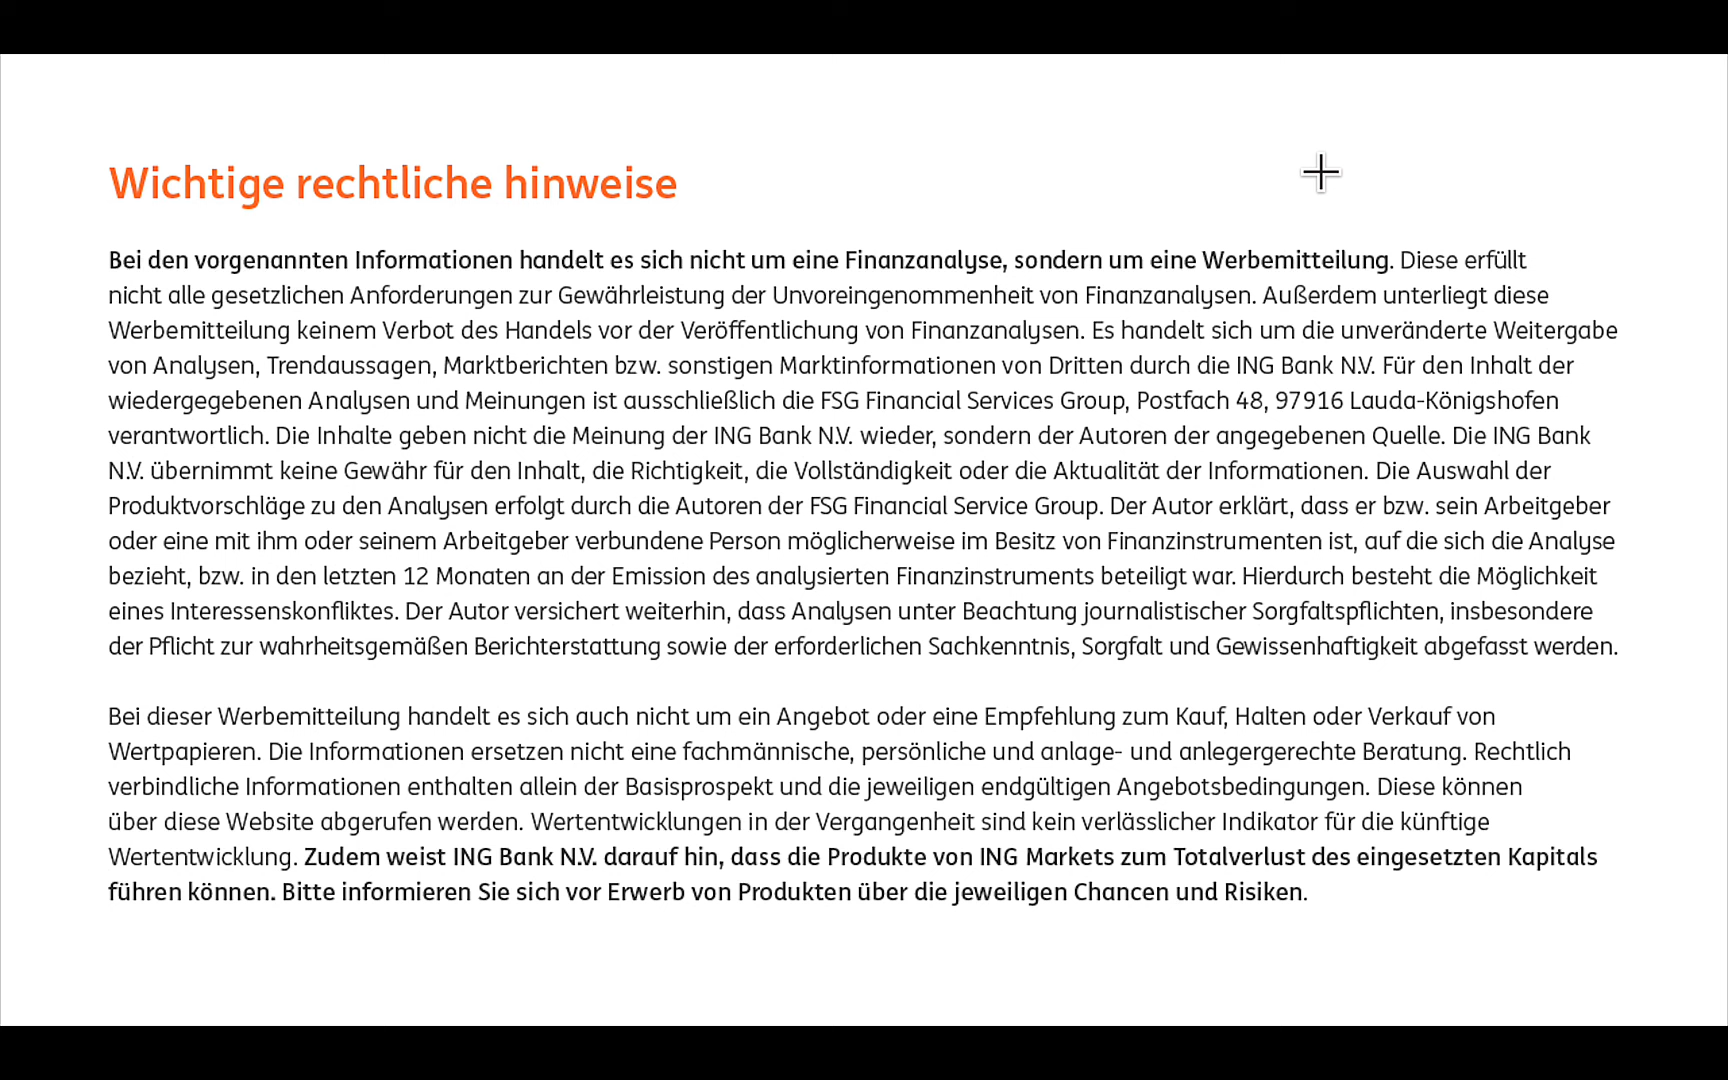 Wichtige rechtliche hinweise
Bei den vorgenannten Informationen handelt es sich nicht um eine Finanzanalyse, sondern um eine Werbemitteilung. Diese erfüllt
nicht alle gesetzlichen Anforderungen zur Gewährleistung der Unvoreingenommenheit von Finanzanalysen. Außerdem unterliegt diese
Werbemitteilung keinem Verbot des Handels vor der Veröffentlichung von Finanzanalysen. Es handelt sich um die unveränderte Weitergabe
von Analysen, Trendaussagen, Marktberichten bzw. sonstigen Marktinformationen von Dritten durch die ING Bank N.V. Für den Inhalt der
wiedergegebenen Analysen und Meinungen ist ausschließlich die FSG Financial Services Group, Postfach 48, 97916 Lauda-Königshofen
verantwortlich. Die Inhalte geben nicht die Meinung der ING Bank N.V. wieder, sondern der Autoren der angegebenen Quelle. Die ING Bank
N.V. übernimmt keine Gewähr für den Inhalt, die Richtigkeit, die Vollständigkeit oder die Aktualität der Informationen. Die Auswahl der
Produktvorschläge zu den Analysen erfolgt durch die Autoren der FSG Financial Service Group. Der Autor erklärt, dass er bzw. sein Arbeitgeber
oder eine mit ihm oder seinem Arbeitgeber verbundene Person möglicherweise im Besitz von Finanzinstrumenten ist, auf die sich die Analyse
bezieht, bzw. in den letzten 12 Monaten an der Emission des analysierten Finanzinstruments beteiligt war. Hierdurch besteht die Möglichkeit
eines Interessenskonfliktes. Der Autor versichert weiterhin, dass Analysen unter Beachtung journalistischer Sorgfaltspflichten, insbesondere
der Pflicht zur wahrheitsgemäßen Berichterstattung sowie der erforderlichen Sachkenntnis, Sorgfalt und Gewissenhaftigkeit abgefasst werden.
Bei dieser Werbemitteilung handelt es sich auch nicht um ein Angebot oder eine Empfehlung zum Kauf, Halten oder Verkauf von
Wertpapieren. Die Informationen ersetzen nicht eine fachmännische, persönliche und anlage- und anlegergerechte Beratung. Rechtlich
verbindliche Informationen enthalten allein der Basisprospekt und die jeweiligen endgültigen Angebotsbedingungen. Diese können
über diese Website abgerufen werden. Wertentwicklungen in der Vergangenheit sind kein verlässlicher Indikator für die künftige
Wertentwicklung. Zudem weist ING Bank N.V. darauf hin, dass die Produkte von ING Markets zum Totalverlust des eingesetzten Kapitals
führen können. Bitte informieren Sie sich vor Erwerb von Produkten über die jeweiligen Chancen und Risiken.